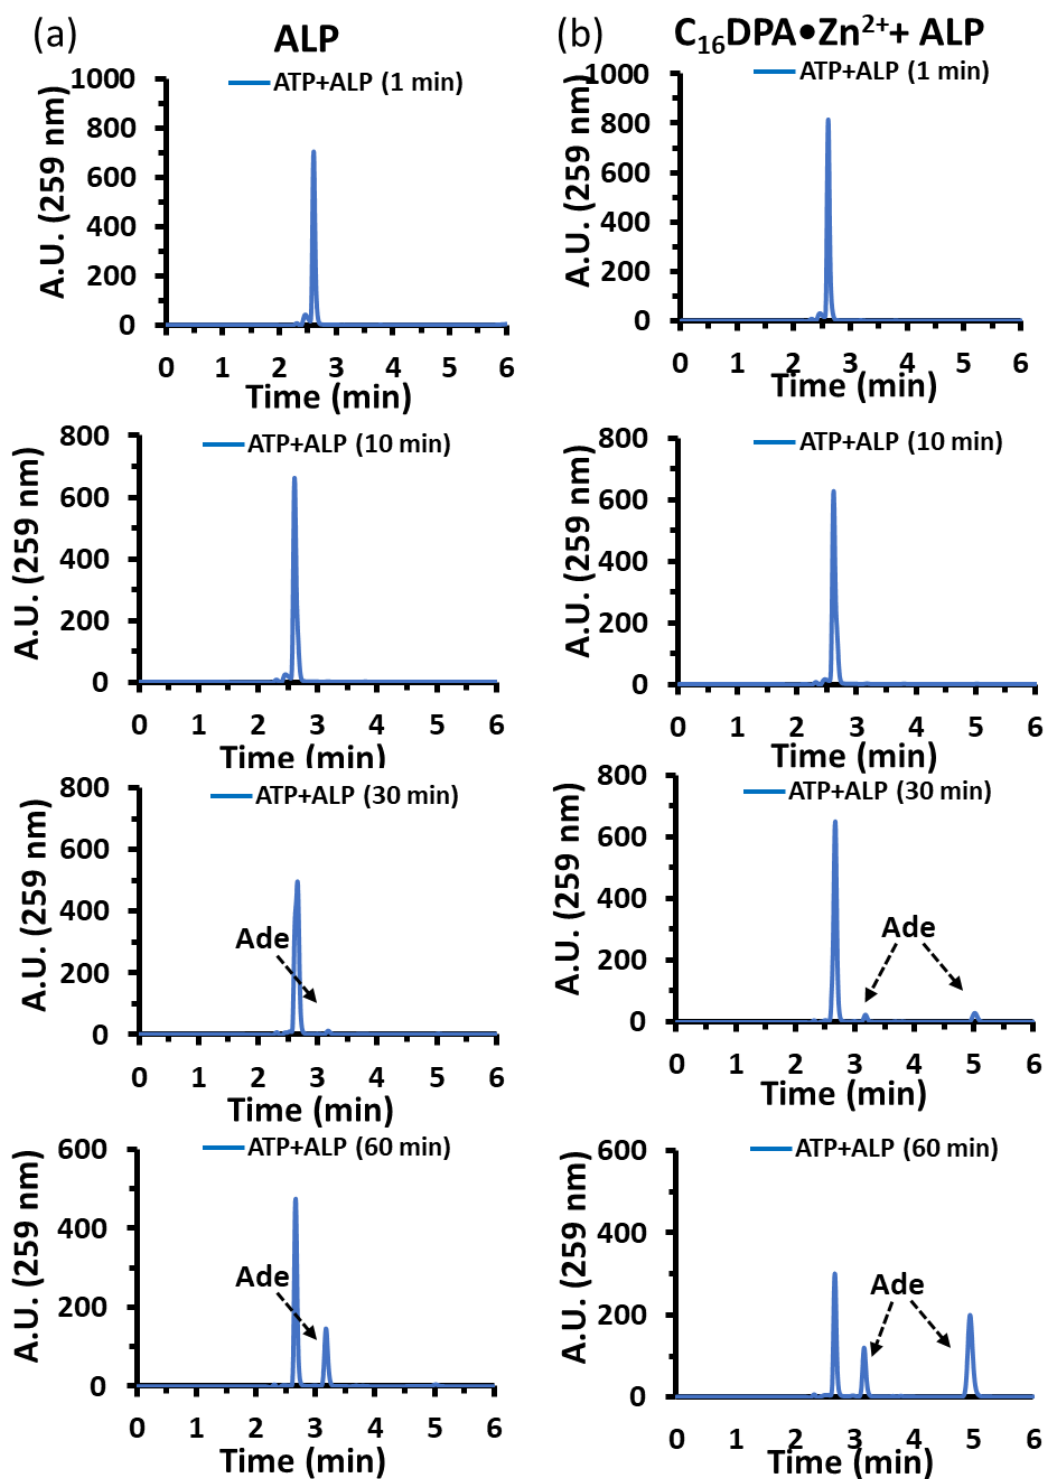 (a)
ALP
ATP+ALP (1 min)
A.U. (259 nm)
1000
800
600
400
200
0
0 1 2 3 4 5 6
Time (min)
ATP+ALP (10 min)
A.U. (259 nm)
800
600
400
200
0
0 1 2 3 4 5 6
Time (min)
ATP+ALP (30 min)
A.U. (259 nm)
800
600
400
200
0
Ade
0 1 2 3 4 5 6
Time (min)
ATP+ALP (60 min)
A.U. (259 nm)
600
400
200
0
Ade
0 1 2 3 4 5 6
Time (min)
(b)
C₁₆DPA•Zn²⁺+ ALP
ATP+ALP (1 min)
A.U. (259 nm)
1000
800
600
400
200
0
0 1 2 3 4 5 6
Time (min)
ATP+ALP (10 min)
A.U. (259 nm)
800
600
400
200
0
0 1 2 3 4 5 6
Time (min)
ATP+ALP (30 min)
A.U. (259 nm)
800
600
400
200
0
Ade
0 1 2 3 4 5 6
Time (min)
ATP+ALP (60 min)
A.U. (259 nm)
600
400
200
0
Ade
0 1 2 3 4 5 6
Time (min)